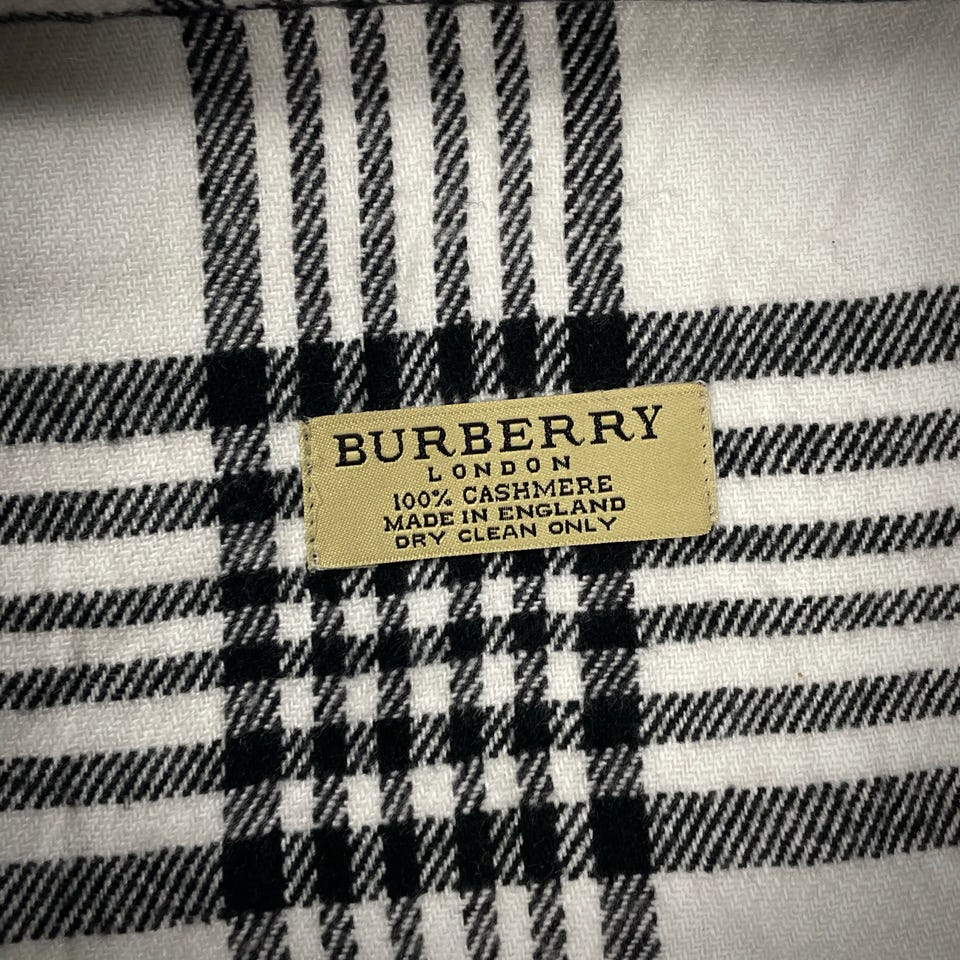 BURBERRY
LONDON
100% CASHMERE
MADE IN ENGLAND
DRY CLEAN ONLY